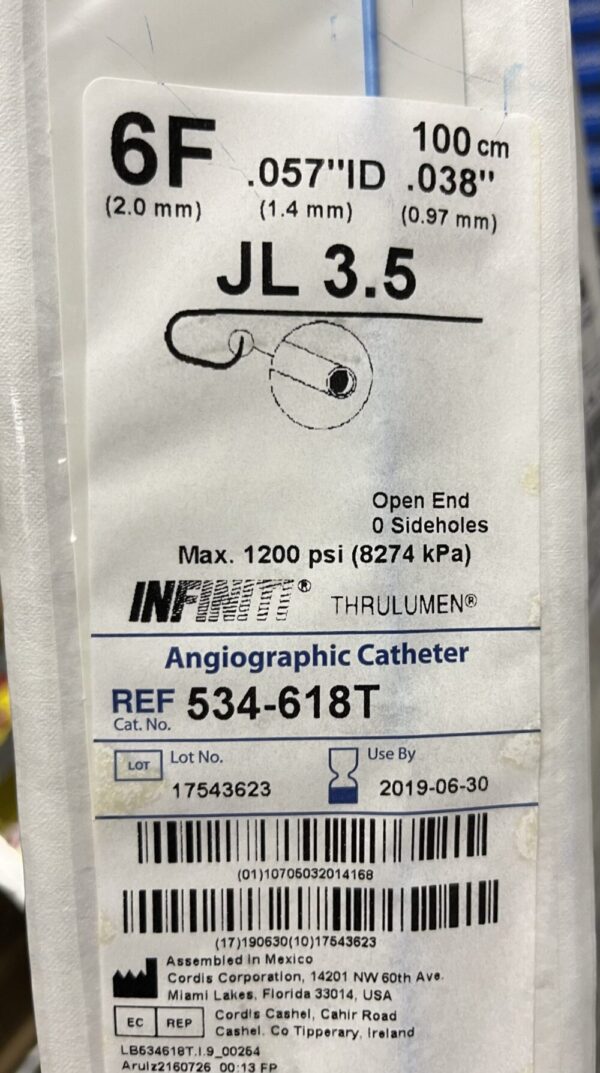 6F
.057"ID
100 cm
.038"
(2.0 mm)
(1.4 mm)
(0.97 mm)
JL 3.5
Open End
0 Sideholes
Max. 1200 psi (8274 kPa)
INFINITI® THRULUMEN®
Angiographic Catheter
REF 534-618T
Cat. No.
LOT
Lot No.
17543623
Use By
2019-06-30
(01)10705032014168
(17)190630(10)17543623
Assembled in Mexico
Cordis Corporation, 14201 NW 60th Ave.
Miami Lakes, Florida 33014, USA
EC REP
Cordis Cashel, Cahir Road
Cashel. Co Tipperary, Ireland
LB534618T.I.9_00264
Aruiz2160726 00:13 FP